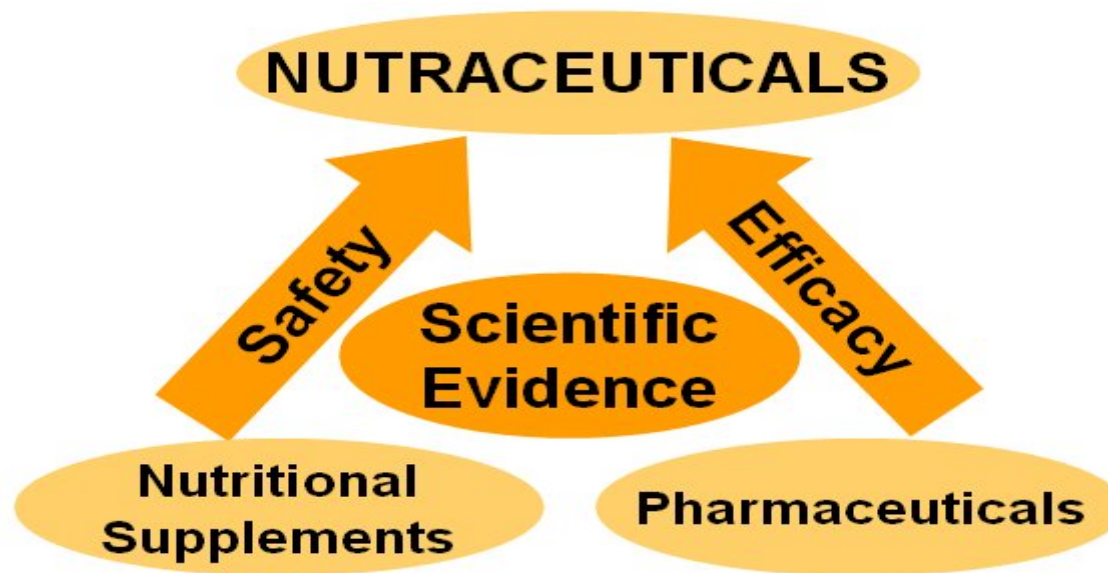 NUTRACEUTICALS
Safety
Efficacy
Scientific
Evidence
Nutritional
Supplements
Pharmaceuticals